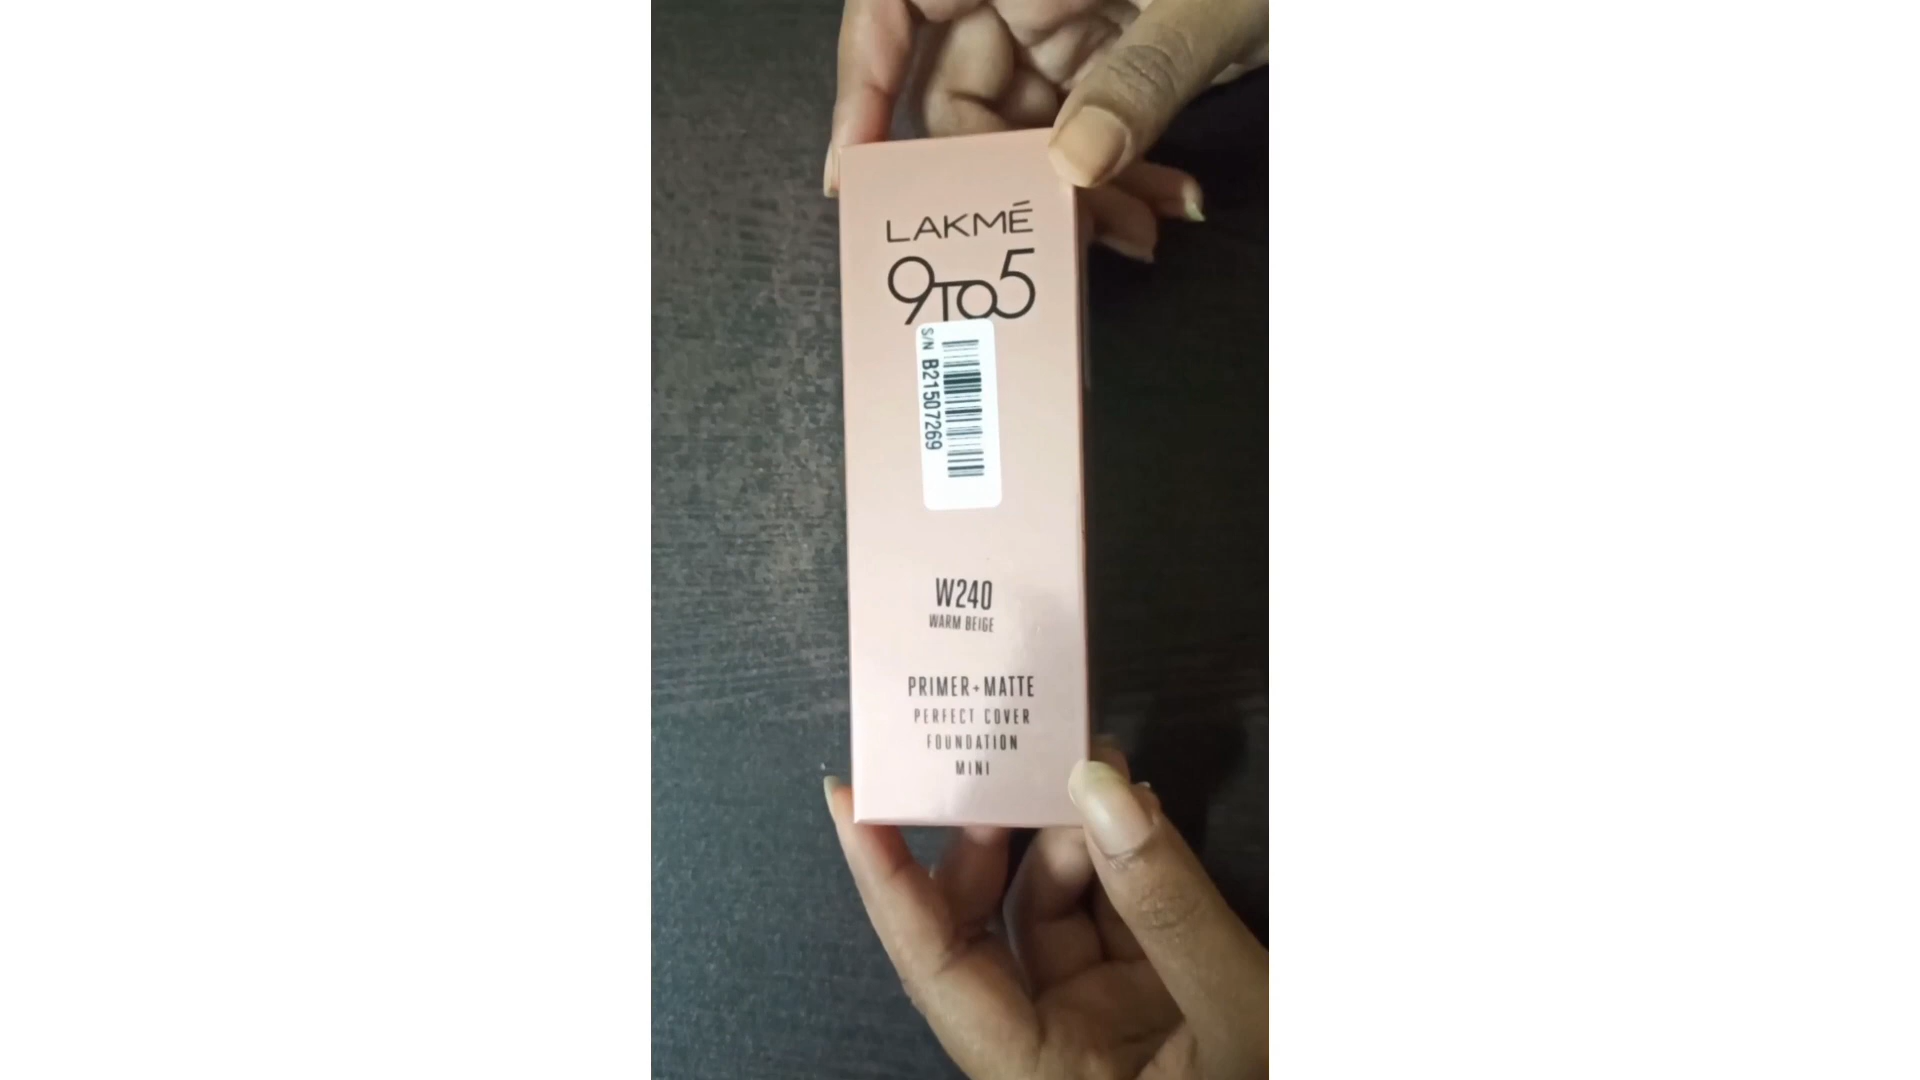 LAKMÉ
9TO5
S/N B21507269
W240
WARM BEIGE
PRIMER+MATTE
PERFECT COVER
FOUNDATION
MINI